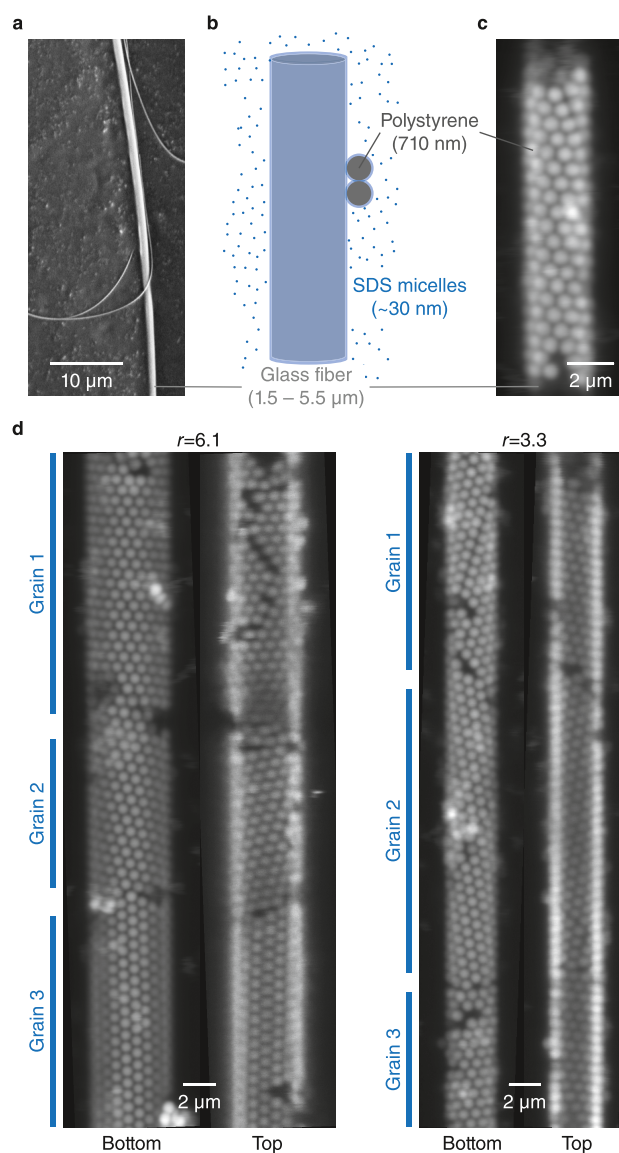 a
b
c
Polystyrene
(710 nm)
SDS micelles
(~30 nm)
10 µm
2 µm
Glass fiber
(1.5 – 5.5 µm)
d
r=6.1
r=3.3
Grain 1
Grain 2
Grain 3
Grain 1
Grain 2
Grain 3
2 µm
2 µm
Bottom
Top
Bottom
Top